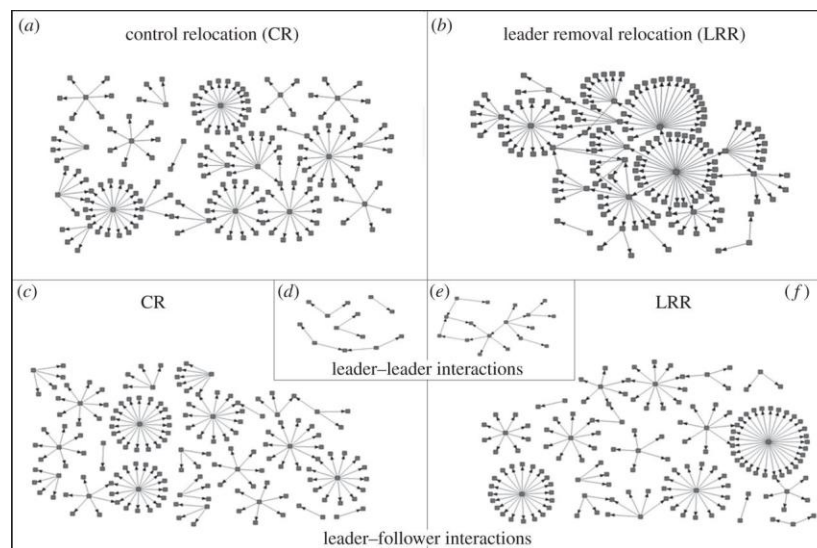 (a)
control relocation (CR)
(b)
leader removal relocation (LRR)
(c)
CR
(d)
(e)
LRR
(f)
leader–leader interactions
leader–follower interactions